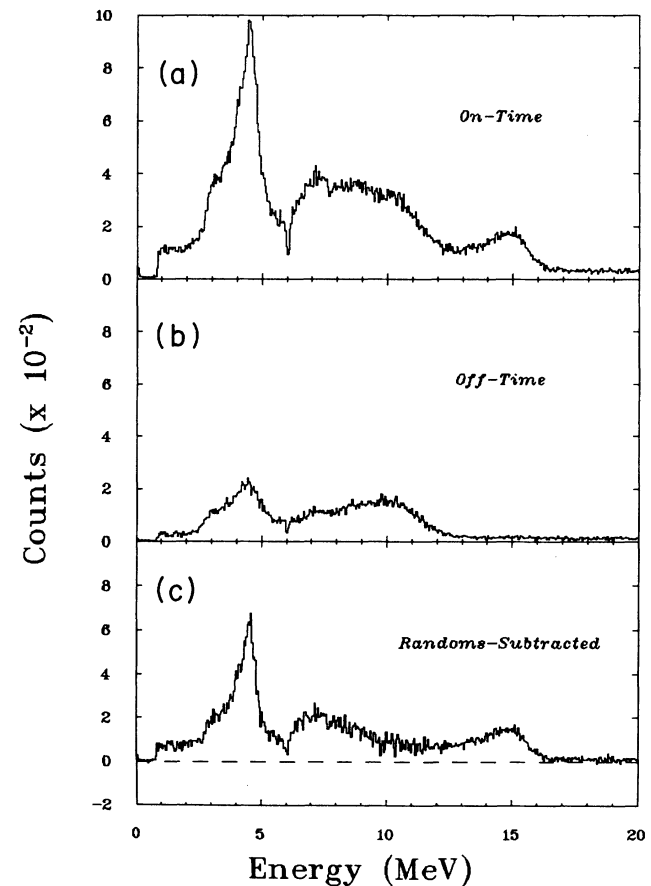 10
8
6
4
2
0
(a)
On-Time
8
6
4
2
0
(b)
Off-Time
8
6
4
2
0
-2
(c)
Randoms-Subtracted
0 5 10 15 20
Energy (MeV)
Counts (x 10⁻²)